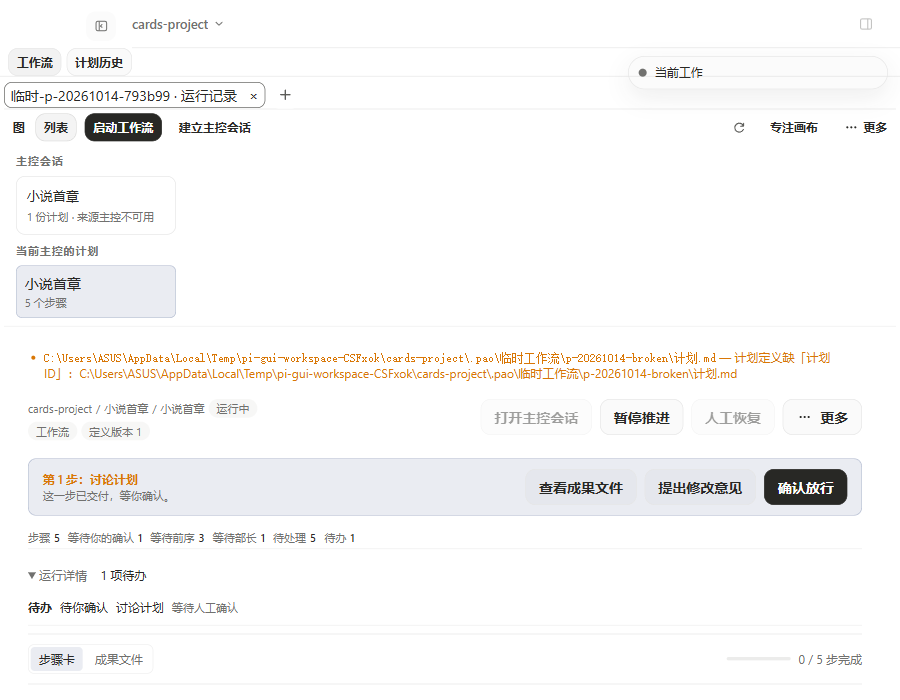 cards-project
工作流 计划历史
当前工作
临时-p-20261014-793b99 · 运行记录 × +
图 列表 启动工作流 建立主控会话 专注画布 ··· 更多
主控会话
小说首章
1 份计划 · 来源主控不可用
当前主控的计划
小说首章
5 个步骤
• C:\Users\ASUS\AppData\Local\Temp\pi-gui-workspace-CSFxok\cards-project\.pao\临时工作流\p-20261014-broken\计划.md — 计划定义缺「计划
ID」: C:\Users\ASUS\AppData\Local\Temp\pi-gui-workspace-CSFxok\cards-project\.pao\临时工作流\p-20261014-broken\计划.md
cards-project / 小说首章 / 小说首章 运行中
工作流 定义版本 1
打开主控会话 暂停推进 人工恢复 ··· 更多
第 1 步：讨论计划
这一步已交付，等你确认。
查看成果文件 提出修改意见 确认放行
步骤 5 等待你的确认 1 等待前序 3 等待部长 1 待处理 5 待办 1
▼运行详情 1 项待办
待办 待你确认 讨论计划 等待人工确认
步骤卡 成果文件 0 / 5 步完成